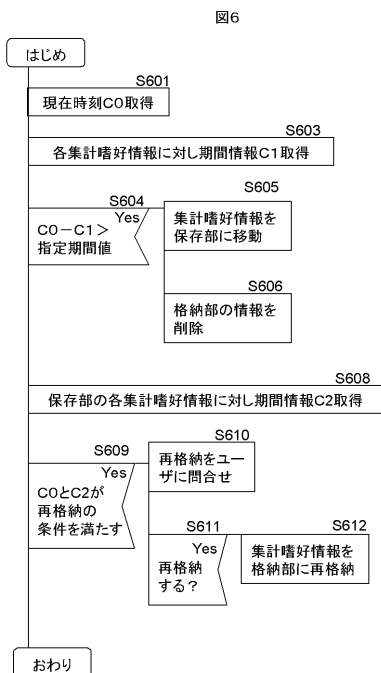 図6
はじめ
S601
現在時刻C0取得
S603
各集計嗜好情報に対し期間情報C1取得
S604
Yes
C0－C1＞
指定期間値
S605
集計嗜好情報を
保存部に移動
S606
格納部の情報を
削除
S608
保存部の各集計嗜好情報に対し期間情報C2取得
S609
Yes
C0とC2が
再格納の
条件を満たす
S610
再格納をユー
ザに問合せ
S611
Yes
再格納
する？
S612
集計嗜好情報を
格納部に再格納
おわり